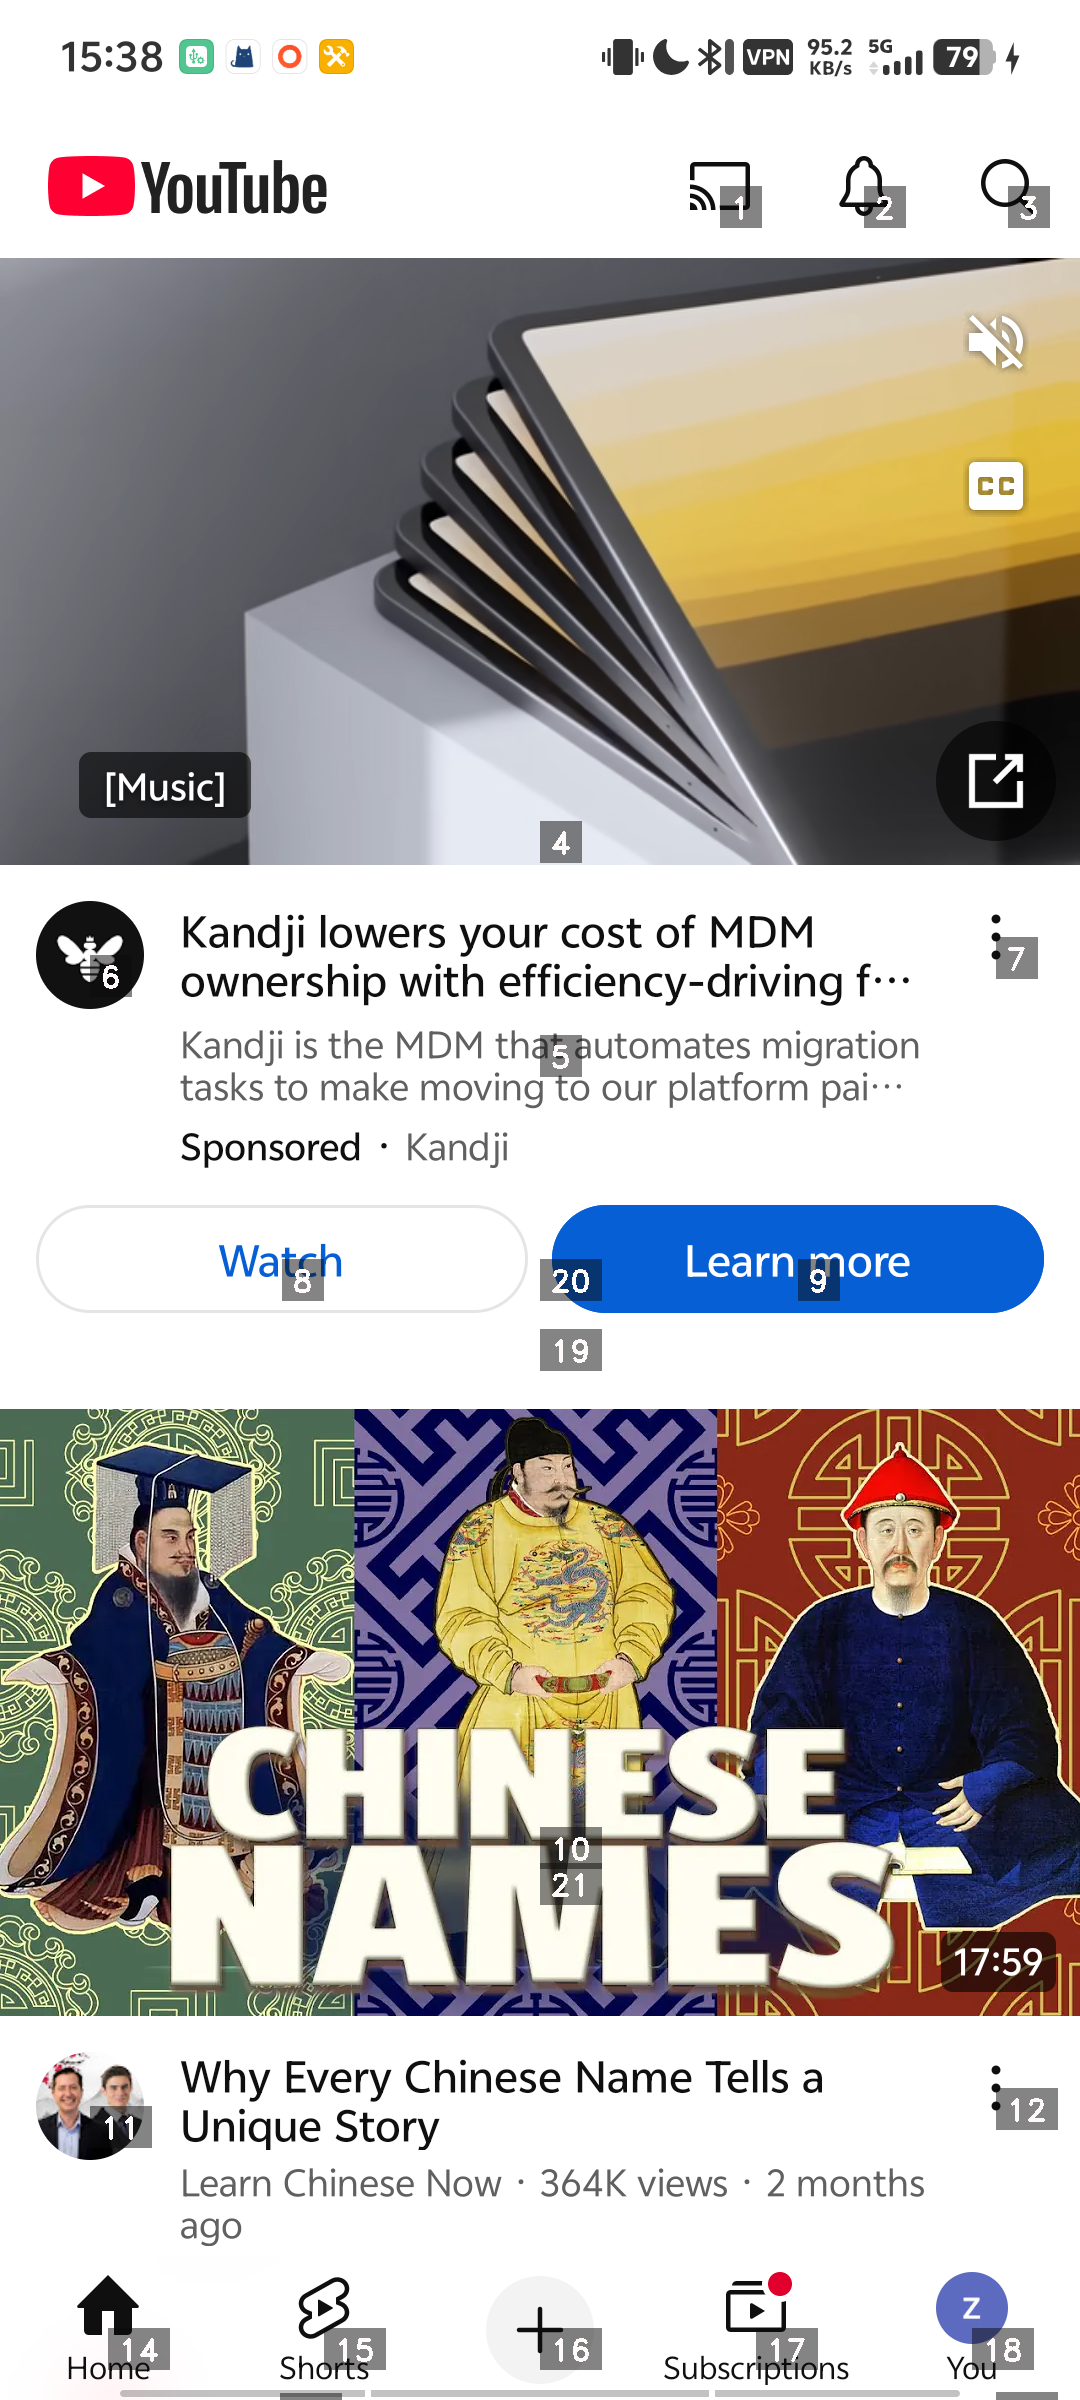 15:38
VPN
95.2
KB/s
5G
79
YouTube
1
2
3
CC
[Music]
4
Kandji lowers your cost of MDM
ownership with efficiency-driving f...
6
7
Kandji is the MDM that automates migration
5
tasks to make moving to our platform pai...
Sponsored · Kandji
Watch
Learn more
8
20
9
19
CHINESE
NAMES
10
21
17:59
Why Every Chinese Name Tells a
Unique Story
11
12
Learn Chinese Now · 364K views · 2 months
ago
Z
14
15
16
17
18
Home
Shorts
Subscriptions
You